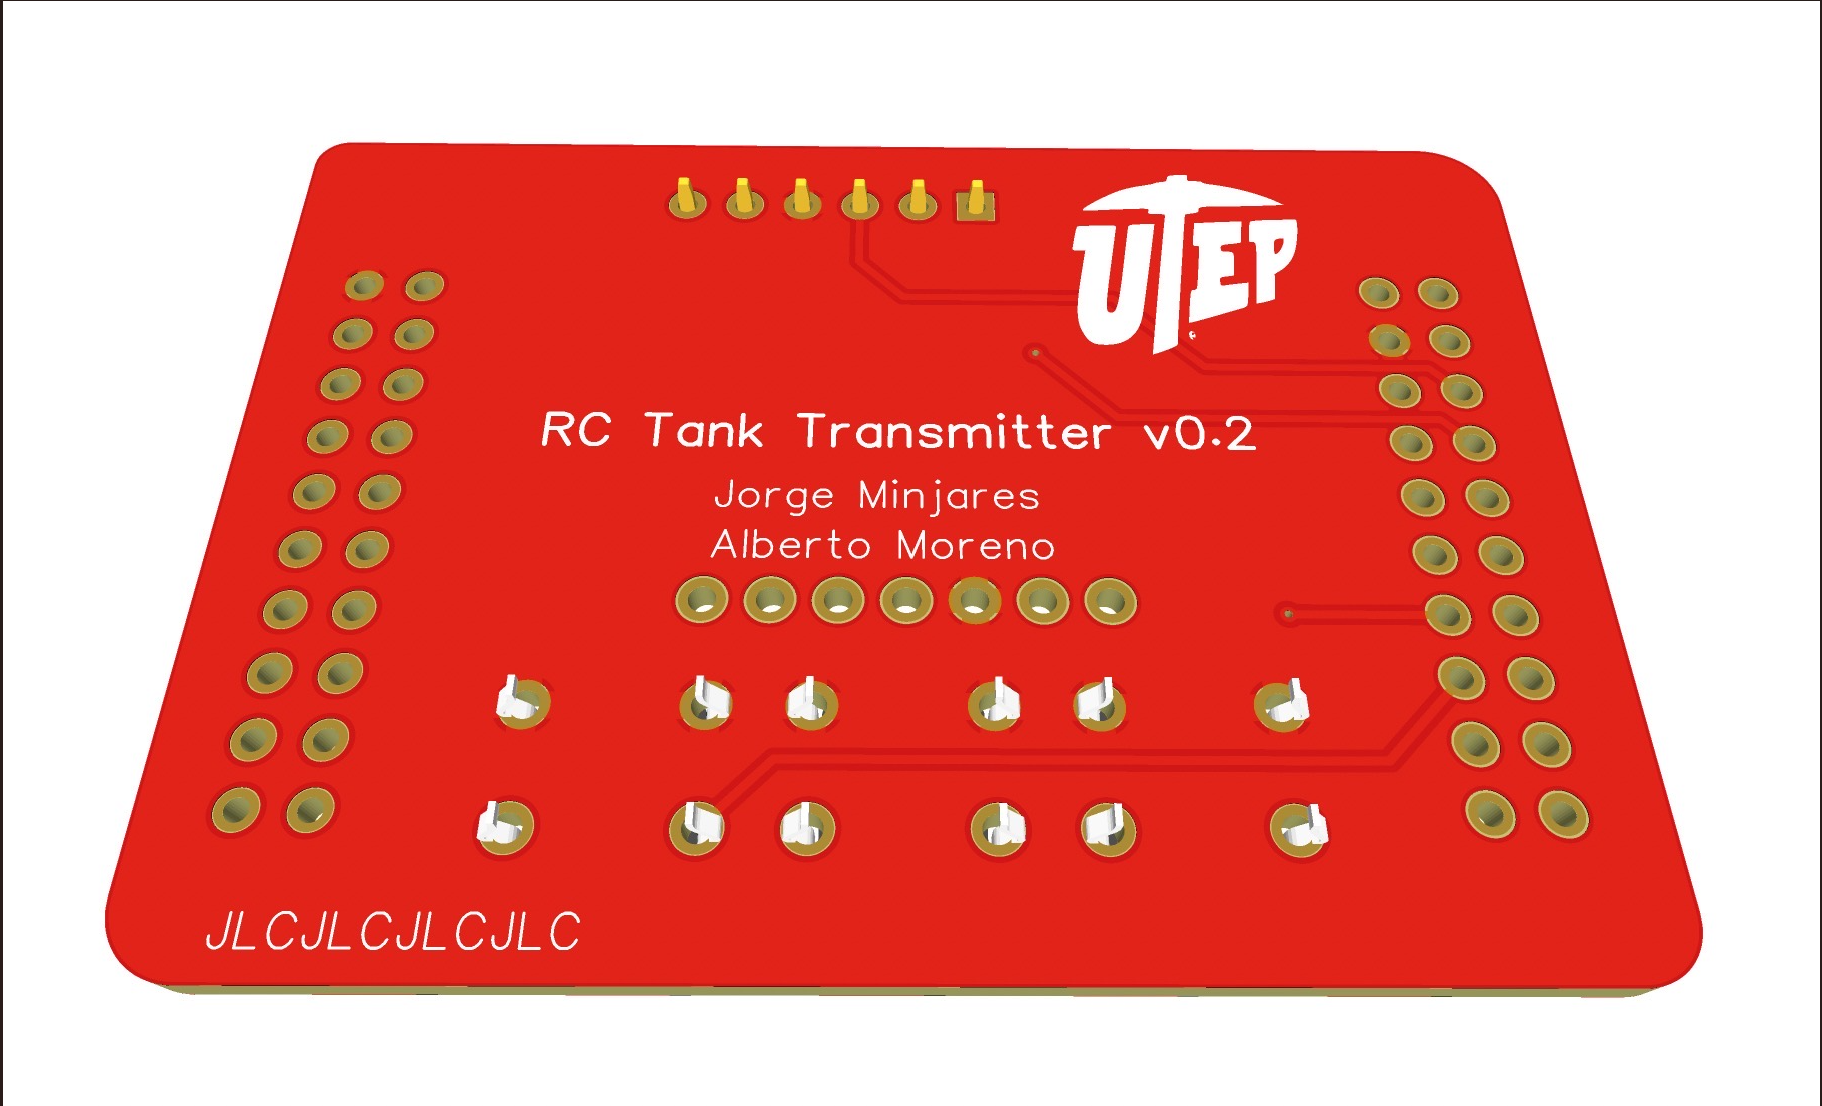 UTEP
RC Tank Transmitter v0.2
Jorge Minjares
Alberto Moreno
JLCJLCJLCJLC